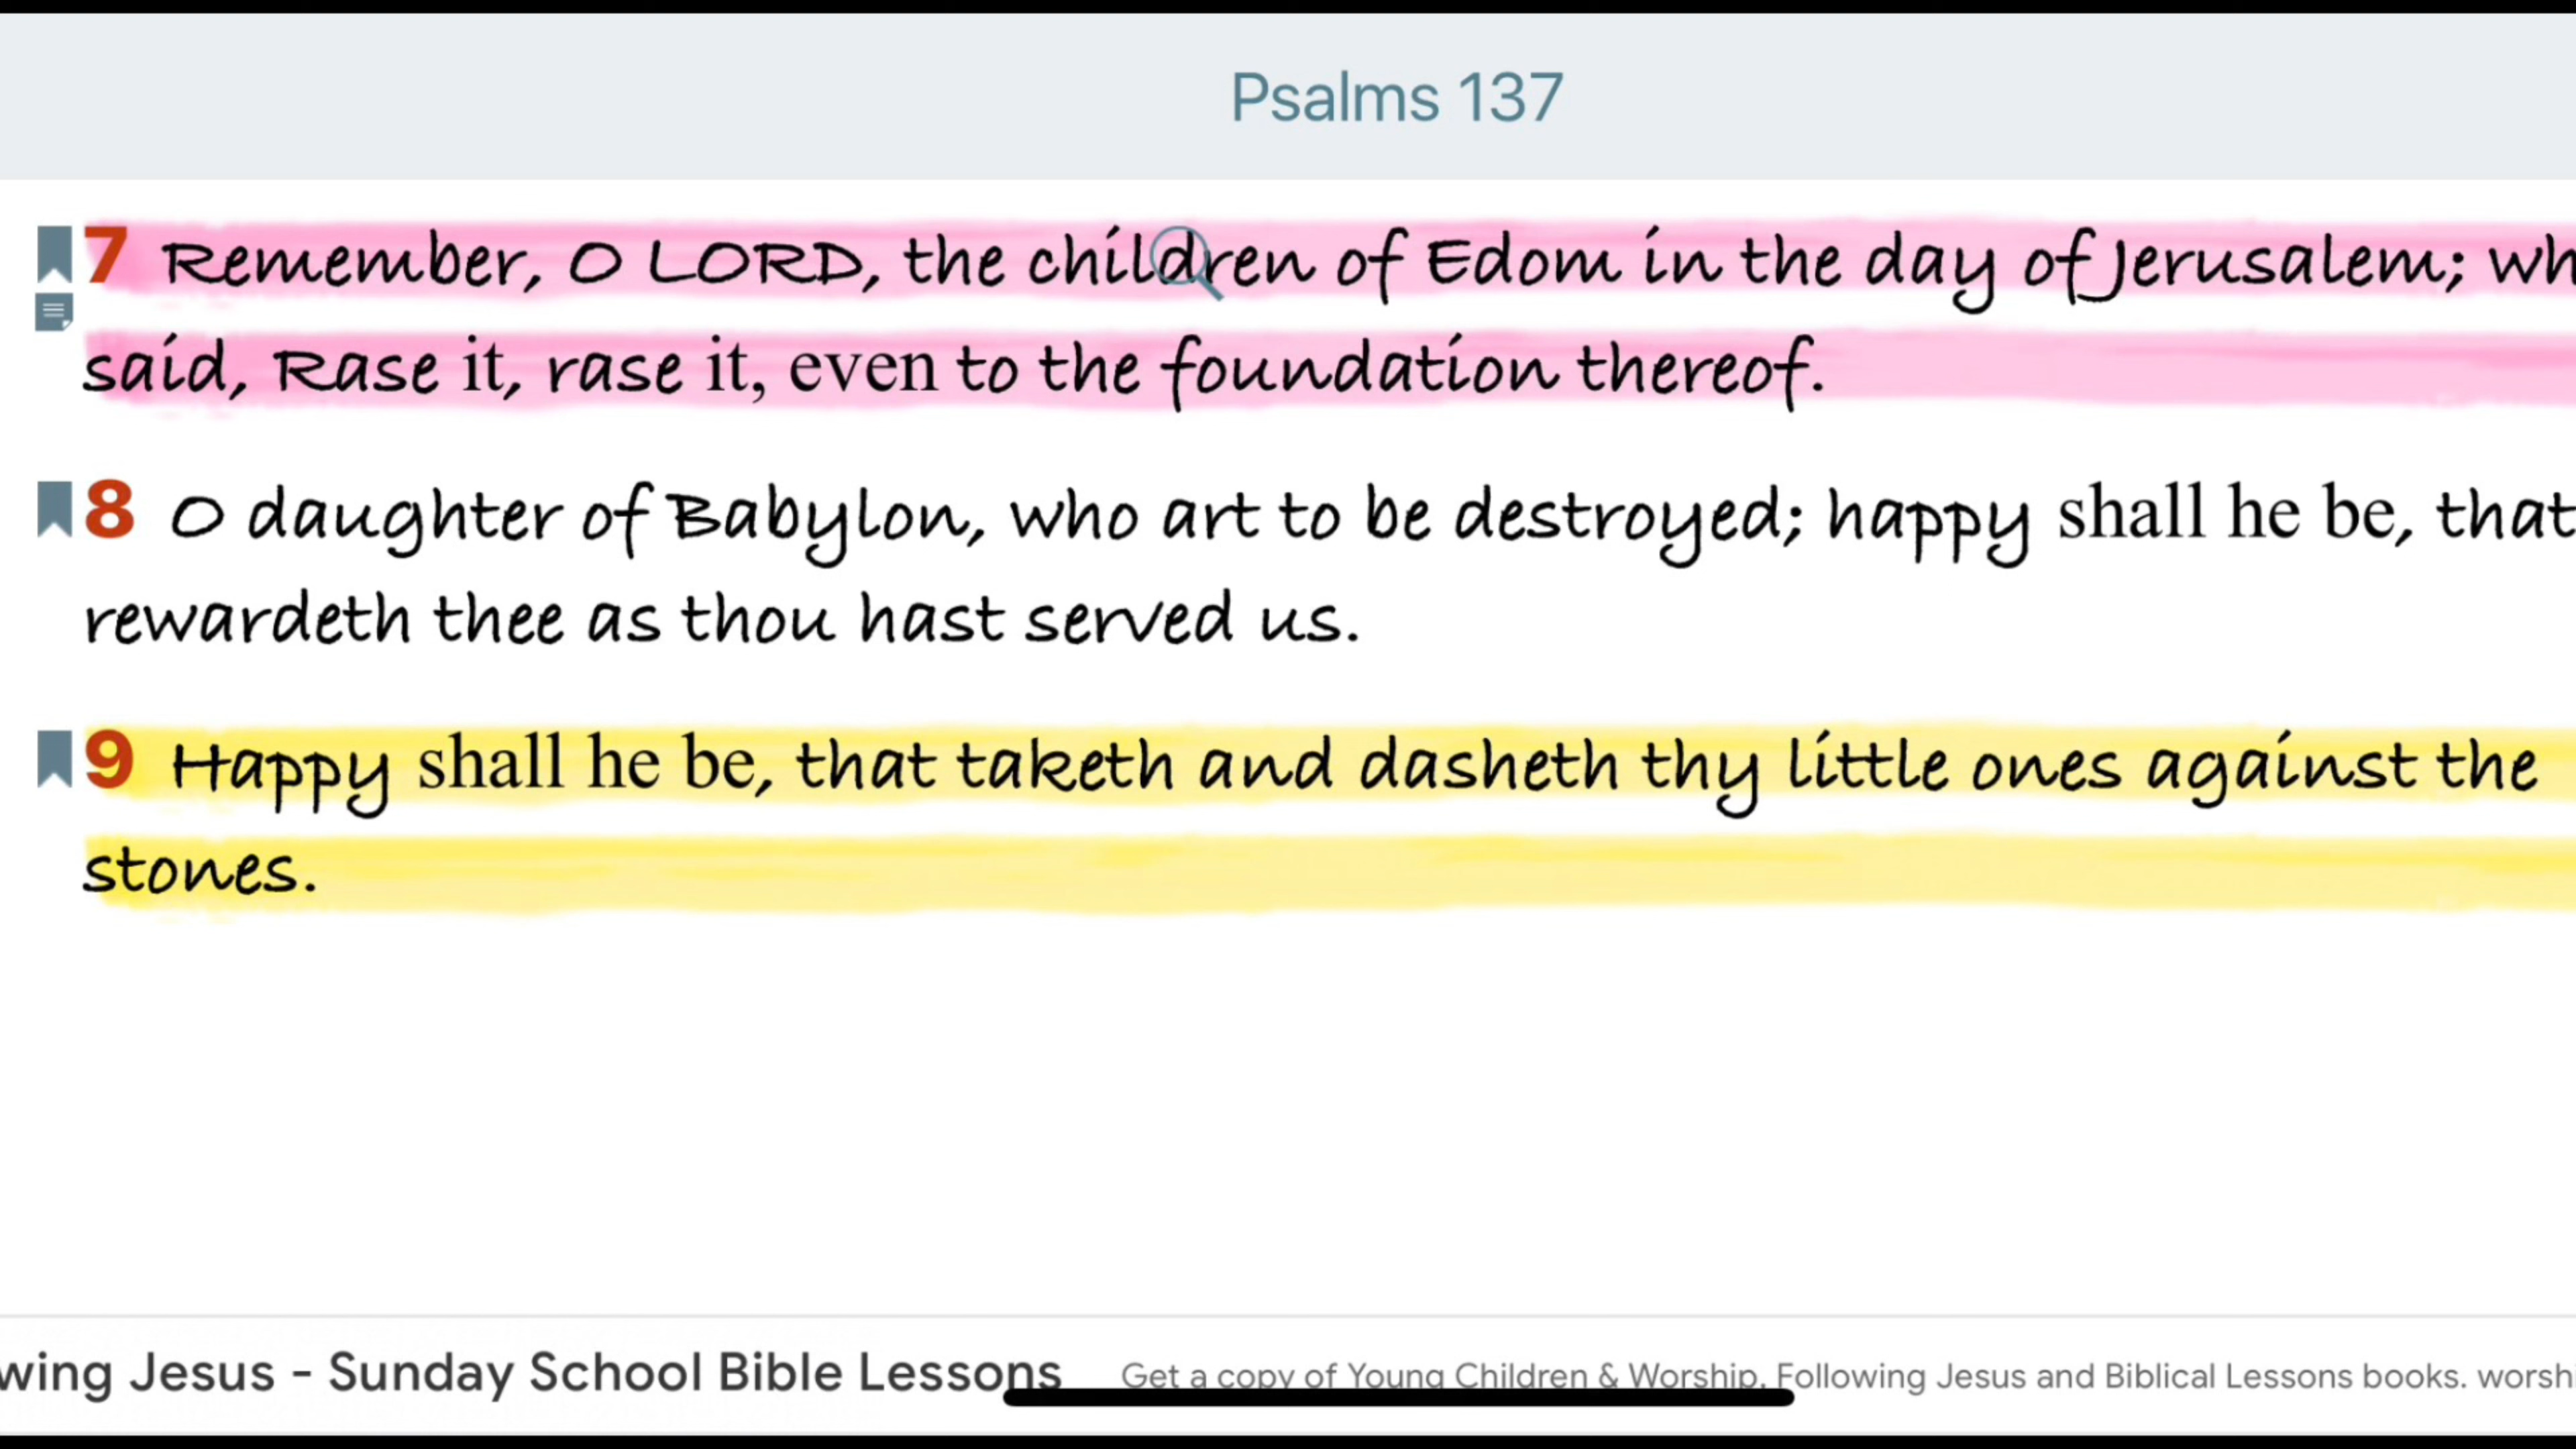 Psalms 137
7 Remember, O LORD, the children of Edom in the day of Jerusalem; wh
said, Rase it, rase it, even to the foundation thereof.
8 O daughter of Babylon, who art to be destroyed; happy shall he be, that
rewardeth thee as thou hast served us.
9 Happy shall he be, that taketh and dasheth thy little ones against the
stones.
wing Jesus - Sunday School Bible Lessons Get a copy of Young Children & Worship, Following Jesus and Biblical Lessons books. worsh